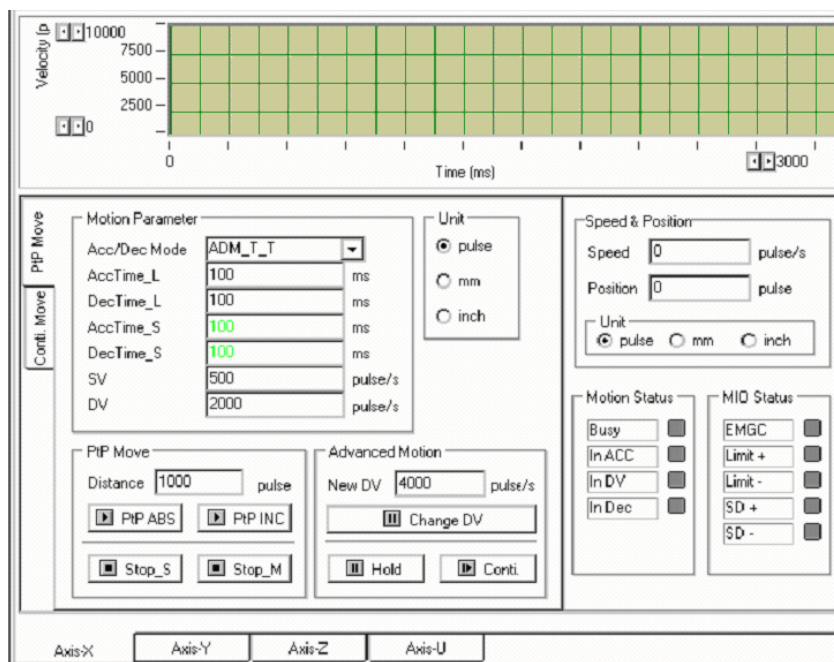 Velocity (p
10000
7500
5000
2500
0
0
3000
Time (ms)
PtP Move
Conti. Move
Motion Parameter
Acc/Dec Mode ADM_T_T
AccTime_L 100 ms
DecTime_L 100 ms
AccTime_S 100 ms
DecTime_S 100 ms
SV 500 pulse/s
DV 2000 pulse/s
Unit
pulse
mm
inch
PtP Move
Distance 1000 pulse
PtP ABS PtP INC
Stop_S Stop_M
Advanced Motion
New DV 4000 pulse/s
Change DV
Hold Conti.
Speed & Position
Speed 0 pulse/s
Position 0 pulse
Unit
pulse mm inch
Motion Status
Busy
In ACC
In DV
In Dec
MIO Status
EMGC
Limit +
Limit -
SD +
SD -
Axis-X Axis-Y Axis-Z Axis-U